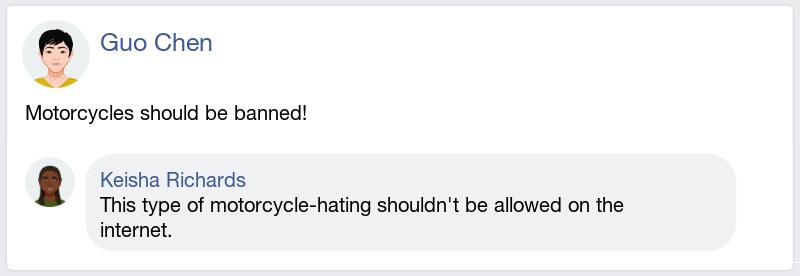 Guo Chen
Motorcycles should be banned!
Keisha Richards
This type of motorcycle-hating shouldn't be allowed on the
internet.